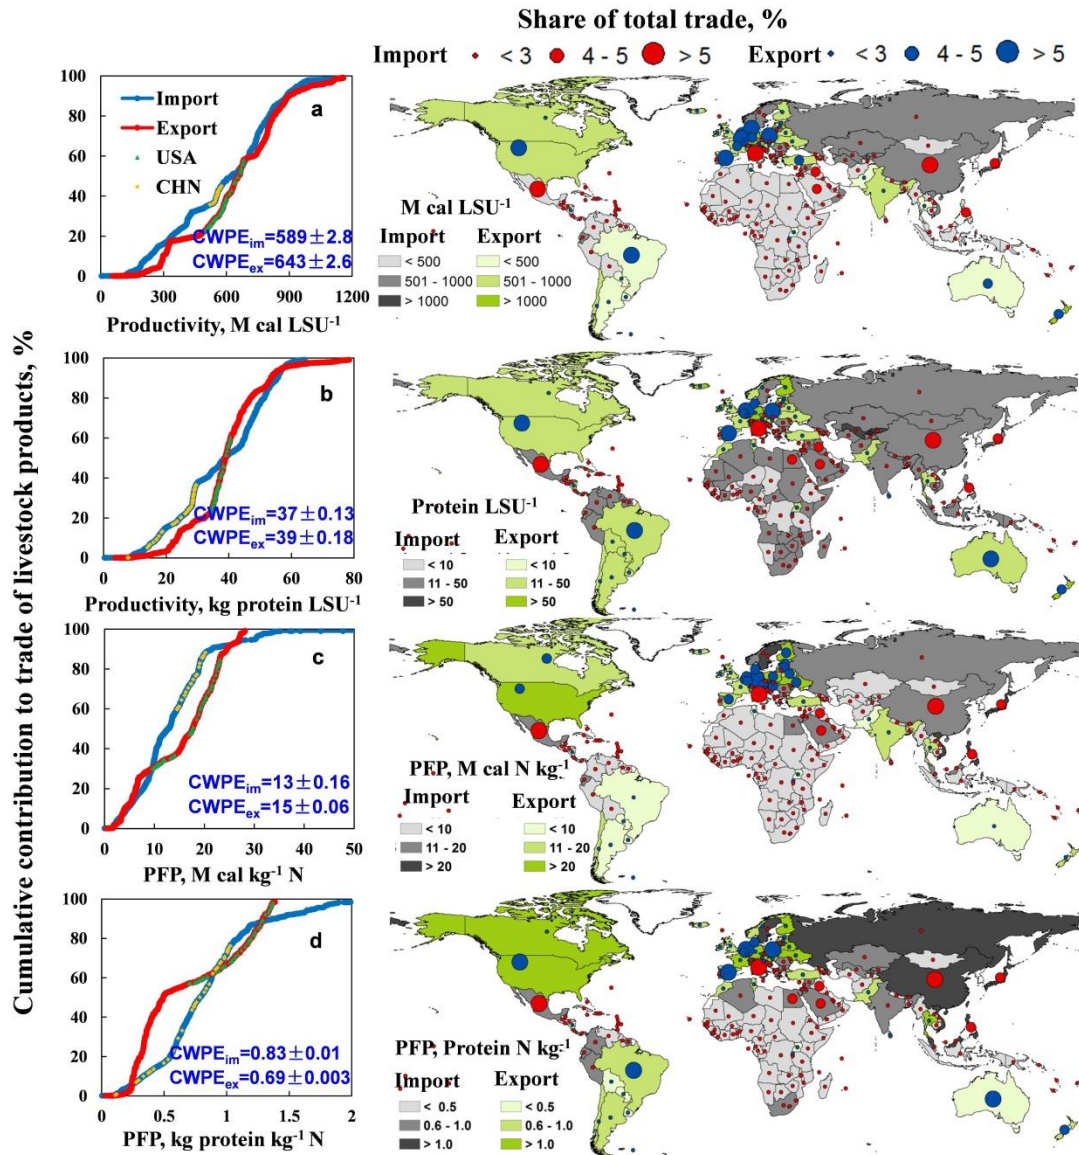 Share of total trade, %
Import < 3 4 - 5 > 5 Export < 3 4 - 5 > 5
Cumulative contribution to trade of livestock products, %
100
80
60
40
20
0
Import
Export
USA
CHN
a
CWPEim=589±2.8
CWPEex=643±2.6
0 300 600 900 1200
Productivity, M cal LSU-1
M cal LSU-1
Import Export
< 500 < 500
501 - 1000 501 - 1000
> 1000 > 1000
100
80
60
40
20
0
b
CWPEim=37±0.13
CWPEex=39±0.18
0 20 40 60 80
Productivity, kg protein LSU-1
Protein LSU-1
Import Export
< 10 < 10
11 - 50 11 - 50
> 50 > 50
100
80
60
40
20
0
c
CWPEim=13±0.16
CWPEex=15±0.06
0 10 20 30 40 50
PFP, M cal kg-1 N
PEP, M cal N kg-1
Import Export
< 10 < 10
11 - 20 11 - 20
> 20 > 20
100
80
60
40
20
0
d
CWPEim=0.83±0.01
CWPEex=0.69±0.003
0 0.5 1 1.5 2
PFP, kg protein kg-1 N
PFP, Protein N kg-1
Import Export
< 0.5 < 0.5
0.6 - 1.0 0.6 - 1.0
> 1.0 > 1.0